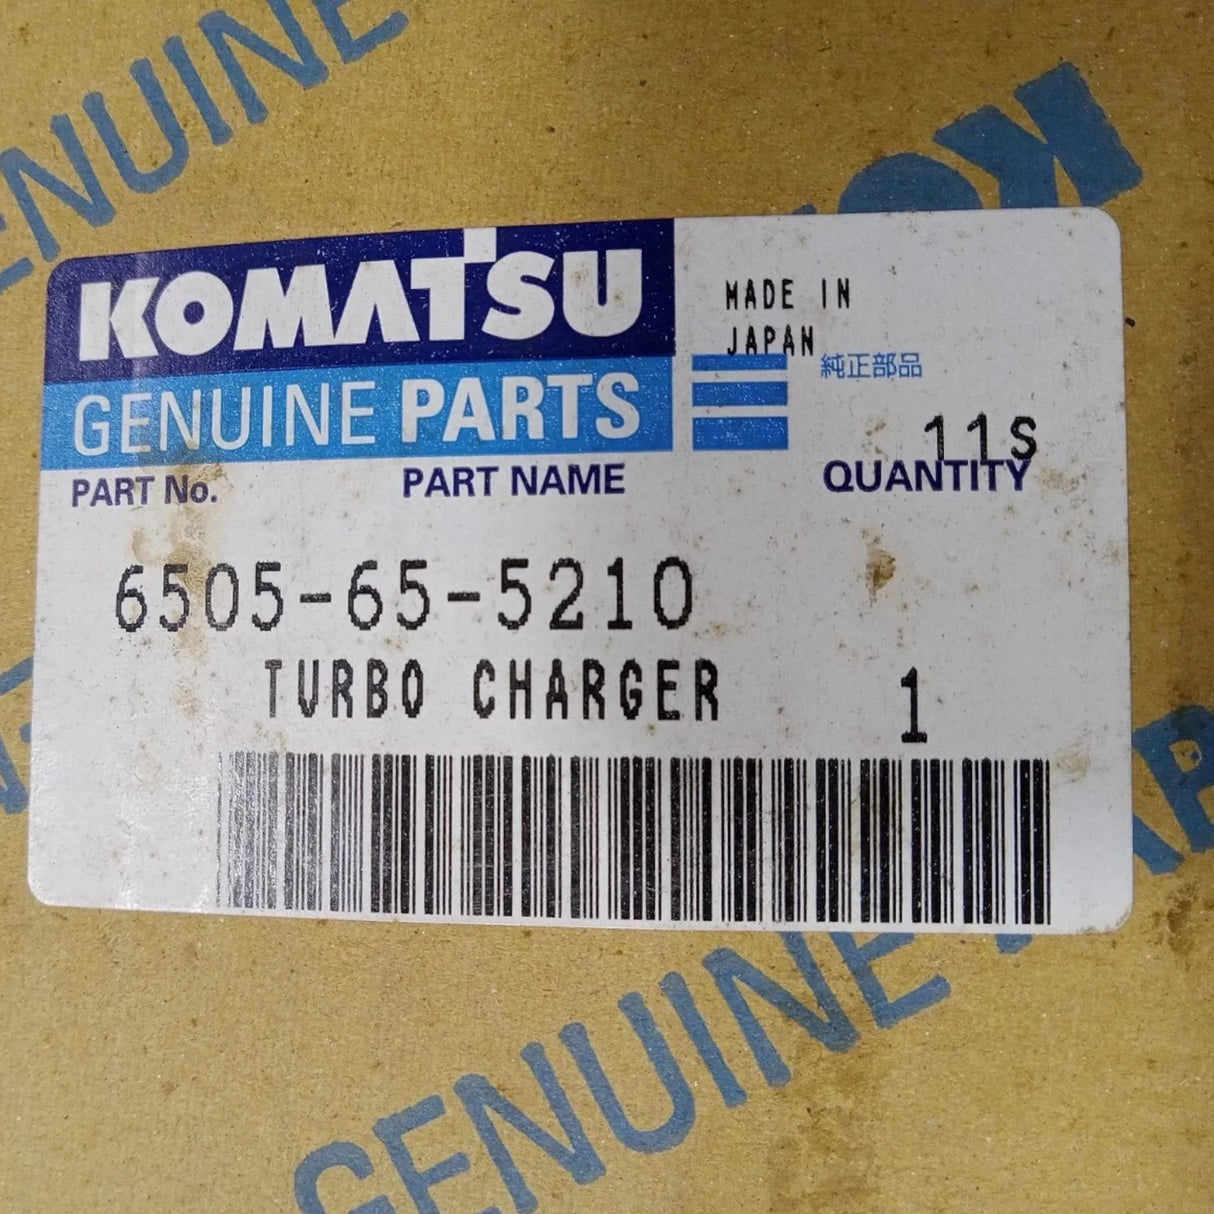 GENUINE
KOMATSU
MADE IN
JAPAN
純正部品
GENUINE PARTS
11S
PART No.
PART NAME
QUANTITY
6505-65-5210
TURBO CHARGER
1
GENUINE